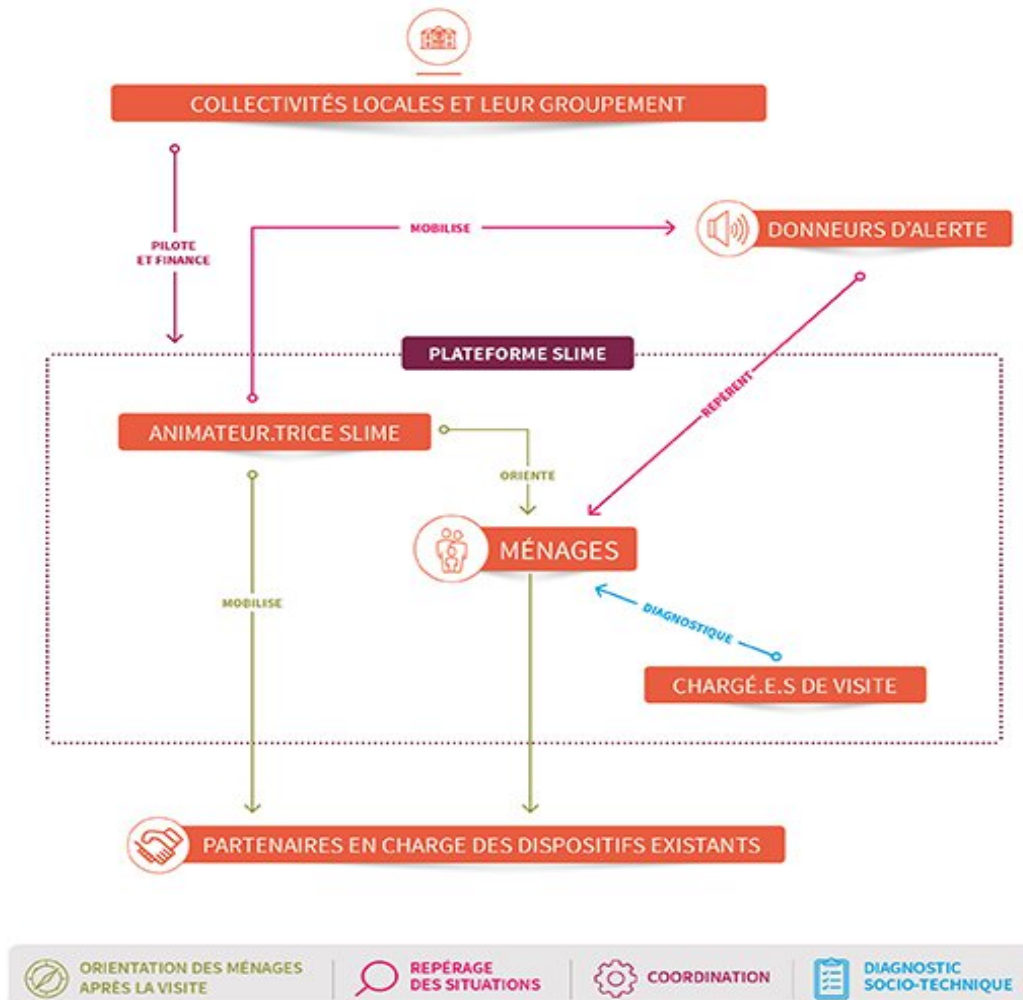 COLLECTIVITÉS LOCALES ET LEUR GROUPEMENT
MOBILISE
DONNEURS D'ALERTE
PILOTE
ET FINANCE
PLATEFORME SLIME
REPÈRENT
ANIMATEUR.TRICE SLIME
ORIENTE
MÉNAGES
MOBILISE
DIAGNOSTIQUE
CHARGÉ.E.S DE VISITE
PARTENAIRES EN CHARGE DES DISPOSITIFS EXISTANTS
ORIENTATION DES MÉNAGES
APRÈS LA VISITE
REPÉRAGE
DES SITUATIONS
COORDINATION
DIAGNOSTIC
SOCIO-TECHNIQUE